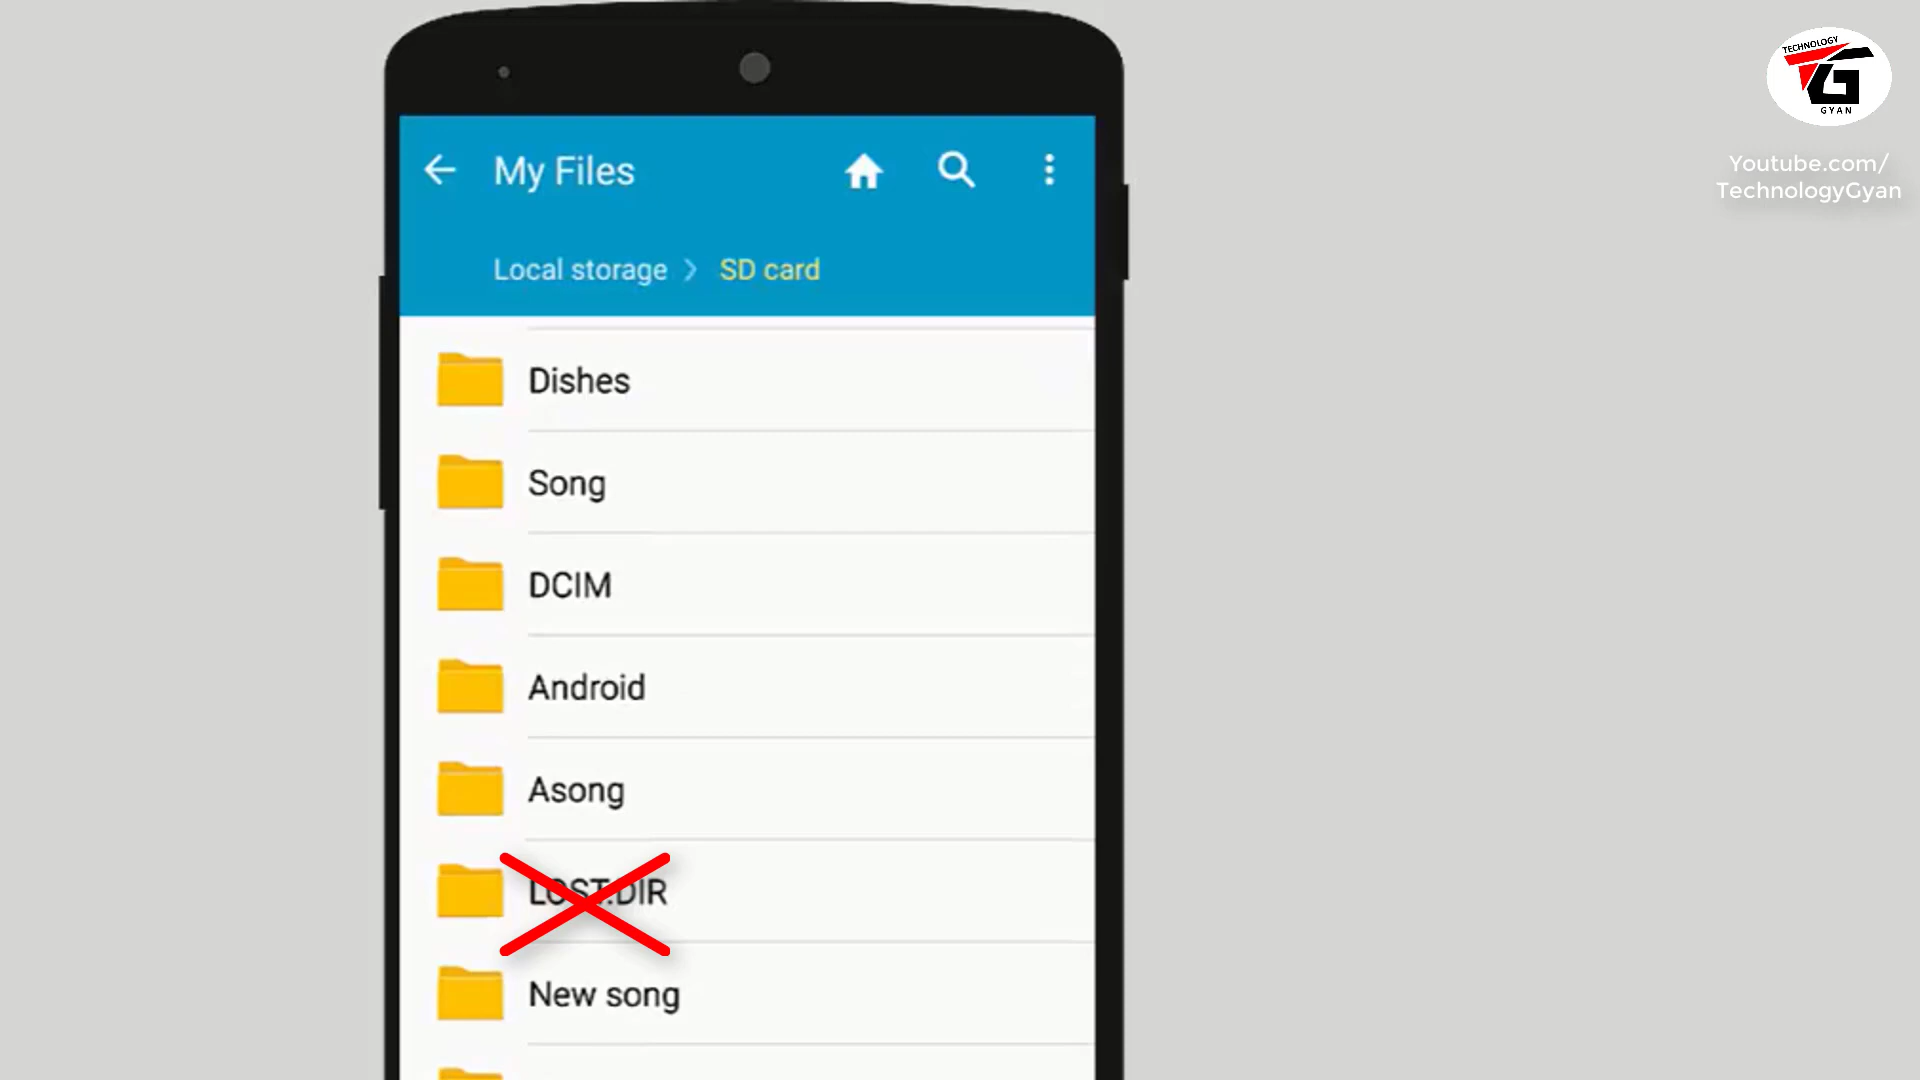 TECHNOLOGY
TG
GYAN
Youtube.com/
TechnologyGyan
My Files
Local storage > SD card
Dishes
Song
DCIM
Android
Asong
LOST.DIR
New song